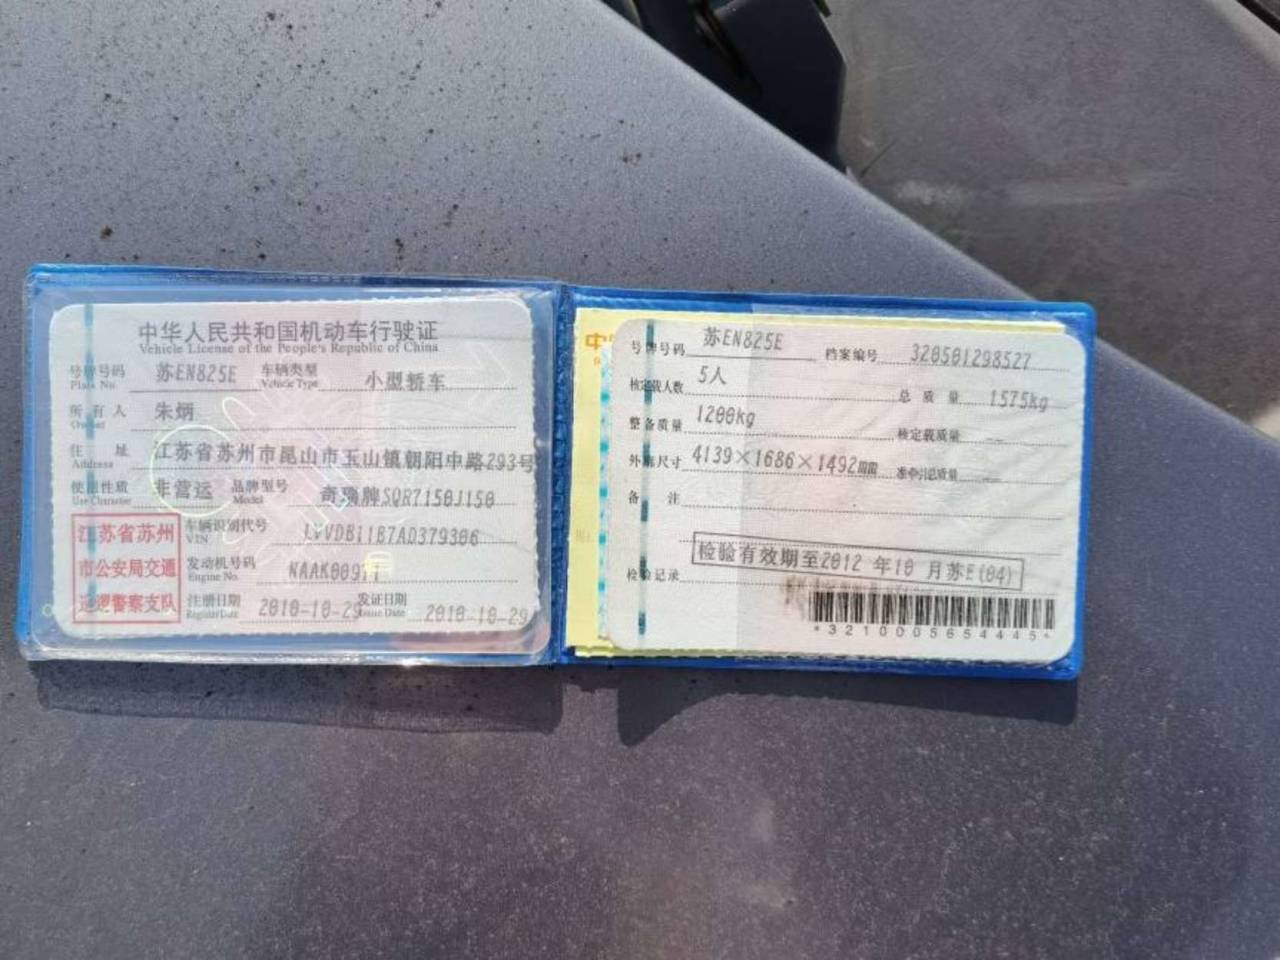 中华人民共和国机动车行驶证
Vehicle License of the People's Republic of China
号牌号码 Plate No. 苏EN825E 车辆类型 Vehicle Type 小型轿车
所有人 Owner 朱炳
住址 Address 江苏省苏州市昆山市玉山镇朝阳中路293号
使用性质 Use Character 非营运 品牌型号 Model 奇瑞牌SQR7150J150
江苏省苏州
市公安局交通
巡逻警察支队
车辆识别代号 VIN LVVDB11B7AD379306
发动机号码 Engine No. NAAK009
注册日期 Register Date 2010-10-29 发证日期 Issue Date 2010-10-29
号牌号码 苏EN825E 档案编号 320501298527
核定载人数 5人 总质量 1575kg
整备质量 1200kg 核定载质量 --
外廓尺寸 4139×1686×1492mm 准牵引总质量 --
备注
检验记录 检验有效期至2012 年10 月苏E(04)
*3210005654445*